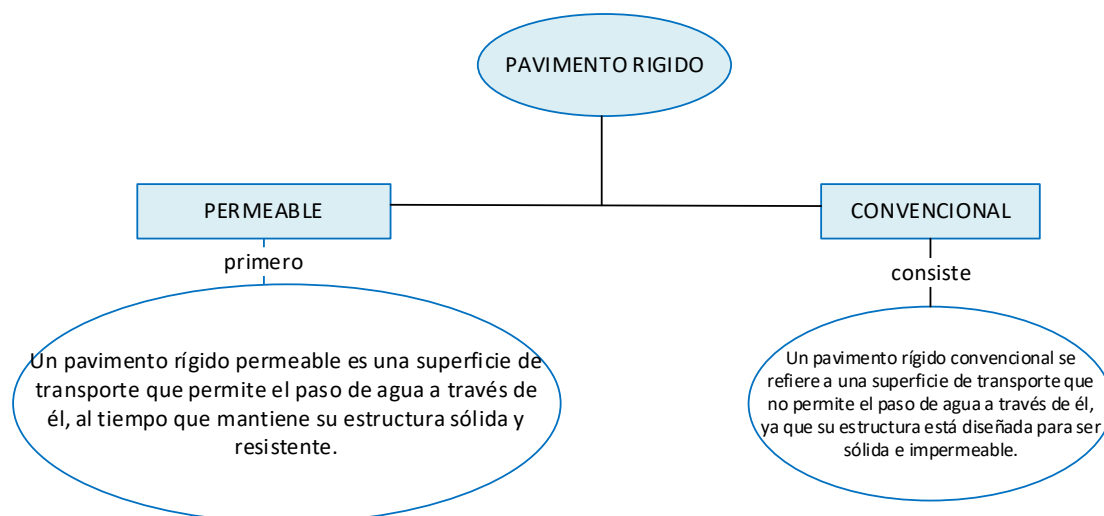 PAVIMENTO RIGIDO
PERMEABLE
CONVENCIONAL
primero
consiste
Un pavimento rígido permeable es una superficie de
transporte que permite el paso de agua a través de
él, al tiempo que mantiene su estructura sólida y
resistente.
Un pavimento rígido convencional se
refiere a una superficie de transporte que
no permite el paso de agua a través de él,
ya que su estructura está diseñada para ser
sólida e impermeable.